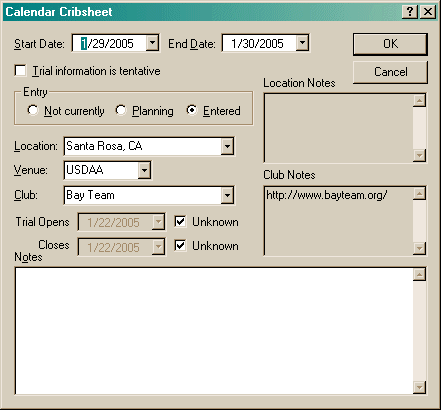 Calendar Cribsheet
Start Date: 1/29/2005 End Date: 1/30/2005 OK
Trial information is tentative Cancel
Entry
Not currently Planning Entered
Location Notes
Location: Santa Rosa, CA
Venue: USDAA
Club Notes
Club: Bay Team
http://www.bayteam.org/
Trial Opens 1/22/2005 Unknown
Closes 1/22/2005 Unknown
Notes